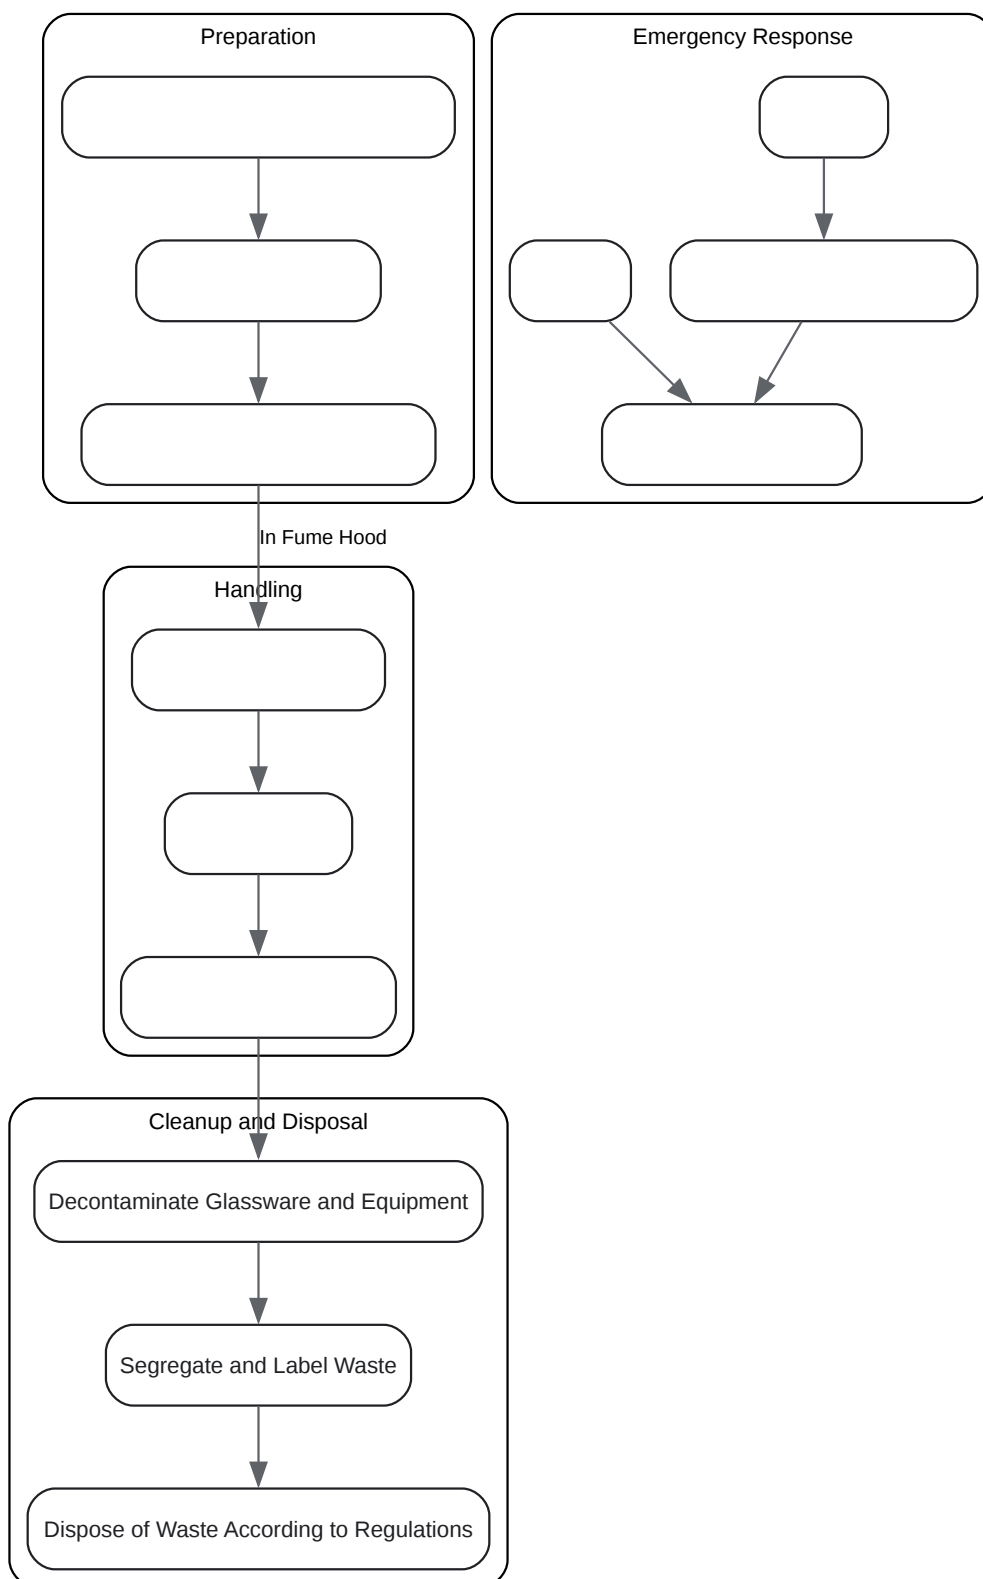 Preparation
Emergency Response
In Fume Hood
Handling
Cleanup and Disposal
Decontaminate Glassware and Equipment
Segregate and Label Waste
Dispose of Waste According to Regulations